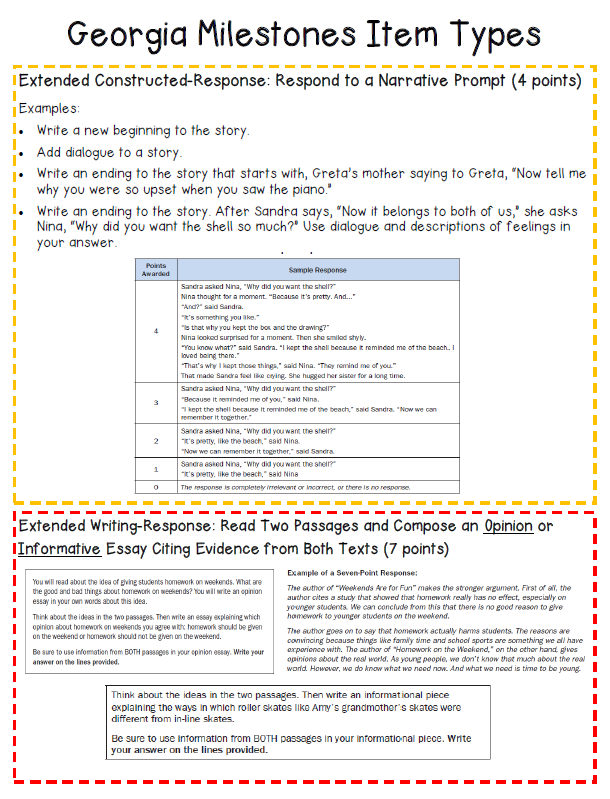 Georgia Milestones Item Types
Extended Constructed-Response: Respond to a Narrative Prompt (4 points)
Examples:
• Write a new beginning to the story.
• Add dialogue to a story.
• Write an ending to the story that starts with, Greta's mother saying to Greta, "Now tell me
why you were so upset when you saw the piano."
• Write an ending to the story. After Sandra says, "Now it belongs to both of us," she asks
Nina, "Why did you want the shell so much?" Use dialogue and descriptions of feelings in
your answer.
Points
Awarded
Sample Response
4
Sandra asked Nina, "Why did you want the shell?"
Nina thought for a moment. "Because it's pretty. And..."
"And?" said Sandra.
"It's something you like."
"Is that why you kept the box and the drawing?"
Nina looked surprised for a moment. Then she smiled shyly.
"You know what?" said Sandra. "I kept the shell because it reminded me of the beach. I
loved being there."
"That's why I kept those things," said Nina. "They remind me of you."
That made Sandra feel like crying. She hugged her sister for a long time.
3
Sandra asked Nina, "Why did you want the shell?"
"Because it reminded me of you," said Nina.
"I kept the shell because it reminded me of the beach," said Sandra. "Now we can
remember it together."
2
Sandra asked Nina, "Why did you want the shell?"
"It's pretty, like the beach," said Nina.
"Now we can remember it together," said Sandra.
1
Sandra asked Nina, "Why did you want the shell?"
"It's pretty, like the beach," said Nina
0
The response is completely irrelevant or incorrect, or there is no response.
Extended Writing-Response: Read Two Passages and Compose an Opinion or
Informative Essay Citing Evidence from Both Texts (7 points)
You will read about the idea of giving students homework on weekends. What are
the good and bad things about homework on weekends? You will write an opinion
essay in your own words about this idea.
Think about the ideas in the two passages. Then write an essay explaining which
opinion about homework on weekends you agree with: homework should be given
on the weekend or homework should not be given on the weekend.
Be sure to use information from BOTH passages in your opinion essay. Write your
answer on the lines provided.
Example of a Seven-Point Response:
The author of "Weekends Are for Fun" makes the stronger argument. First of all, the
author cites a study that showed that homework really has no effect, especially on
younger students. We can conclude from this that there is no good reason to give
homework to younger students on the weekend.
The author goes on to say that homework actually harms students. The reasons are
convincing because things like family time and school sports are something we all have
experience with. The author of "Homework on the Weekend," on the other hand, gives
opinions about the real world. As young people, we don't know that much about the real
world. However, we do know what we need now. And what we need is time to be young.
Think about the ideas in the two passages. Then write an informational piece
explaining the ways in which roller skates like Amy's grandmother's skates were
different from in-line skates.
Be sure to use information from BOTH passages in your informational piece. Write
your answer on the lines provided.